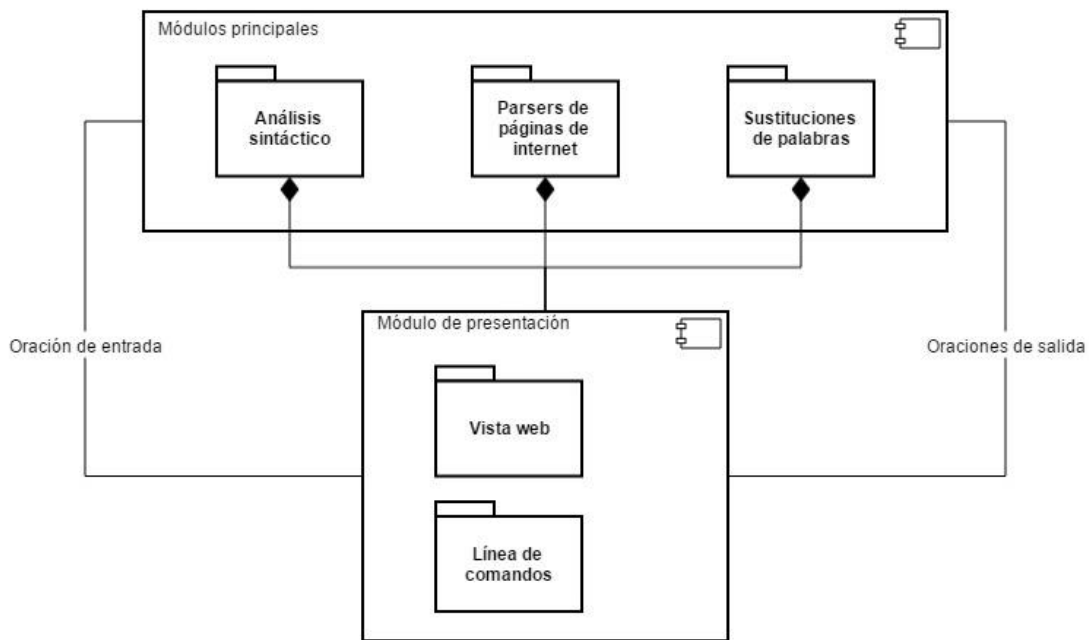 Módulos principales
Análisis
sintáctico
Parsers de
páginas de
internet
Sustituciones
de palabras
Oración de entrada
Módulo de presentación
Oraciones de salida
Vista web
Línea de
comandos